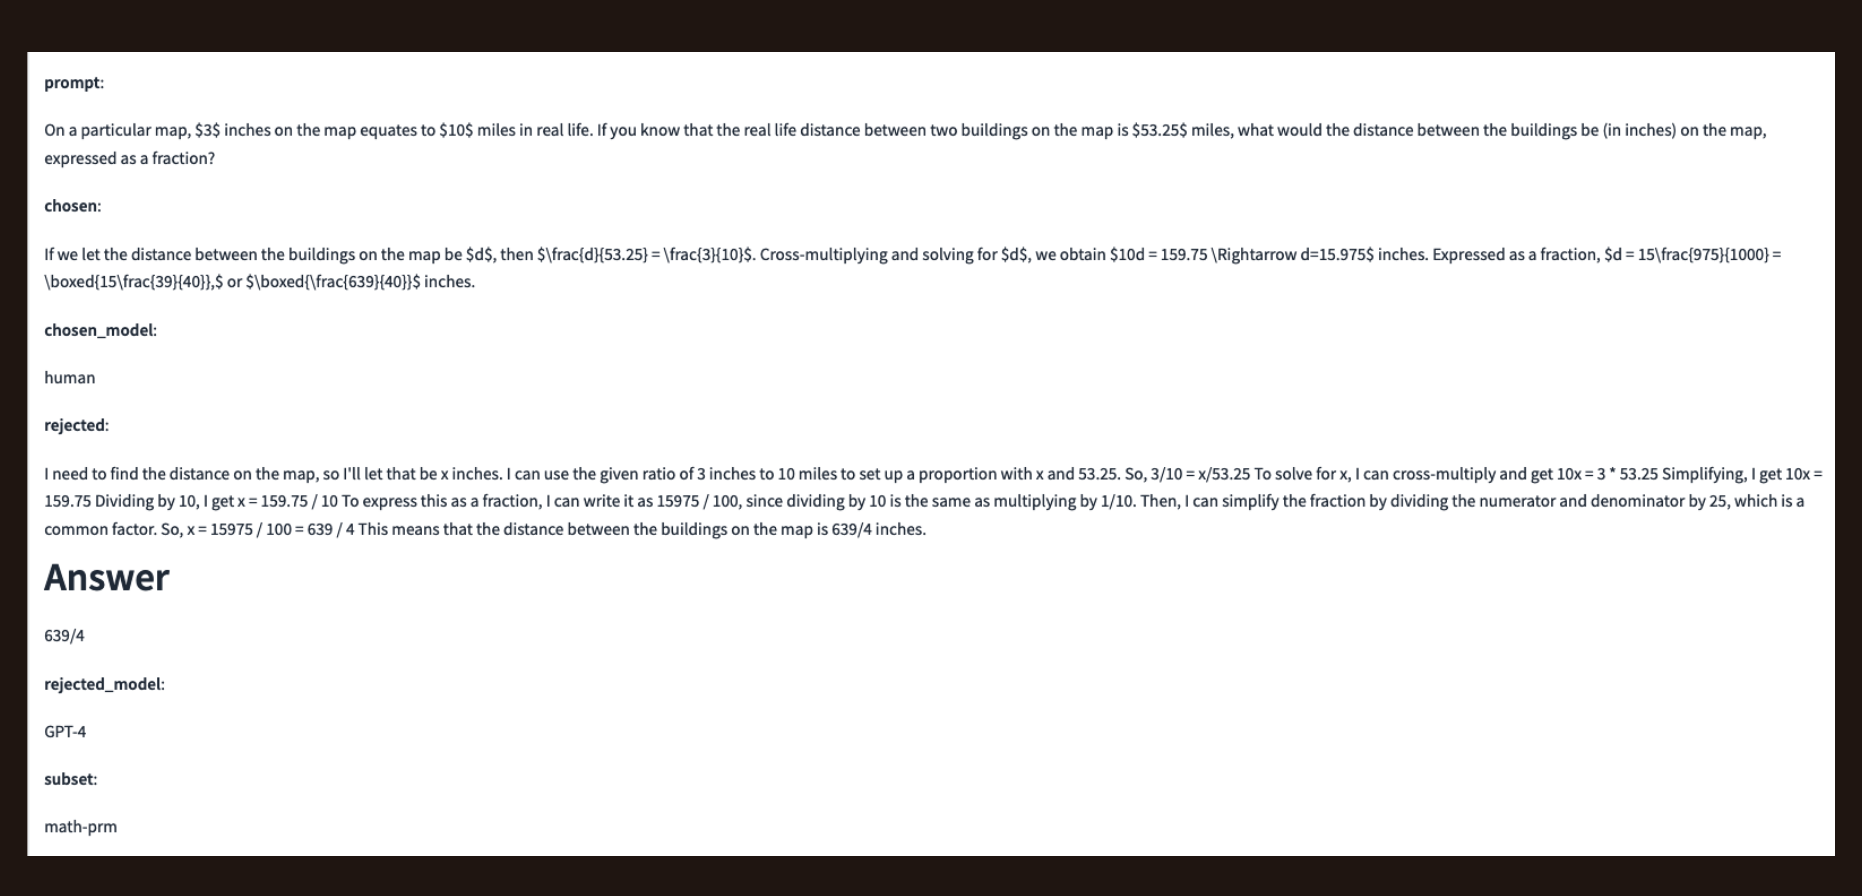 prompt:
On a particular map, $3$ inches on the map equates to $10$ miles in real life. If you know that the real life distance between two buildings on the map is $53.25$ miles, what would the distance between the buildings be (in inches) on the map,
expressed as a fraction?
chosen:
If we let the distance between the buildings on the map be $d$, then $\frac{d}{53.25} = \frac{3}{10}$. Cross-multiplying and solving for $d$, we obtain $10d = 159.75 \Rightarrow d=15.975$ inches. Expressed as a fraction, $d = 15\frac{975}{1000} =
\boxed{15\frac{39}{40}},$ or $\boxed{\frac{639}{40}}$ inches.
chosen_model:
human
rejected:
I need to find the distance on the map, so I'll let that be x inches. I can use the given ratio of 3 inches to 10 miles to set up a proportion with x and 53.25. So, 3/10 = x/53.25 To solve for x, I can cross-multiply and get 10x = 3 * 53.25 Simplifying, I get 10x =
159.75 Dividing by 10, I get x = 159.75 / 10 To express this as a fraction, I can write it as 15975 / 100, since dividing by 10 is the same as multiplying by 1/10. Then, I can simplify the fraction by dividing the numerator and denominator by 25, which is a
common factor. So, x = 15975 / 100 = 639 / 4 This means that the distance between the buildings on the map is 639/4 inches.
Answer
639/4
rejected_model:
GPT-4
subset:
math-prm